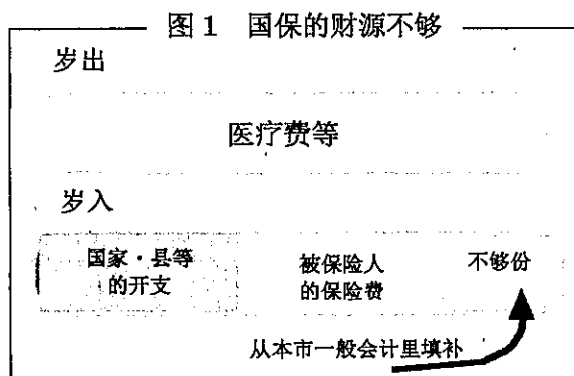 图1 国保的财源不够
岁出
医疗费等
岁入
国家・县等
的开支
被保险人
的保险费
不够份
从本市一般会计里填补